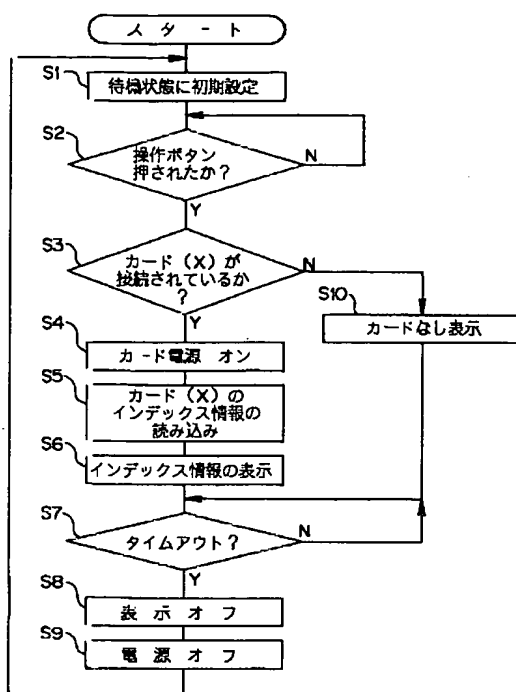 スタート
S1
待機状態に初期設定
S2
操作ボタン
押されたか?
N
Y
S3
カード(X)が
接続されているか
?
N
Y
S10
カードなし表示
S4
カード電源 オン
S5
カード(X)の
インデックス情報の
読み込み
S6
インデックス情報の表示
S7
タイムアウト?
N
Y
S8
表示オフ
S9
電源オフ